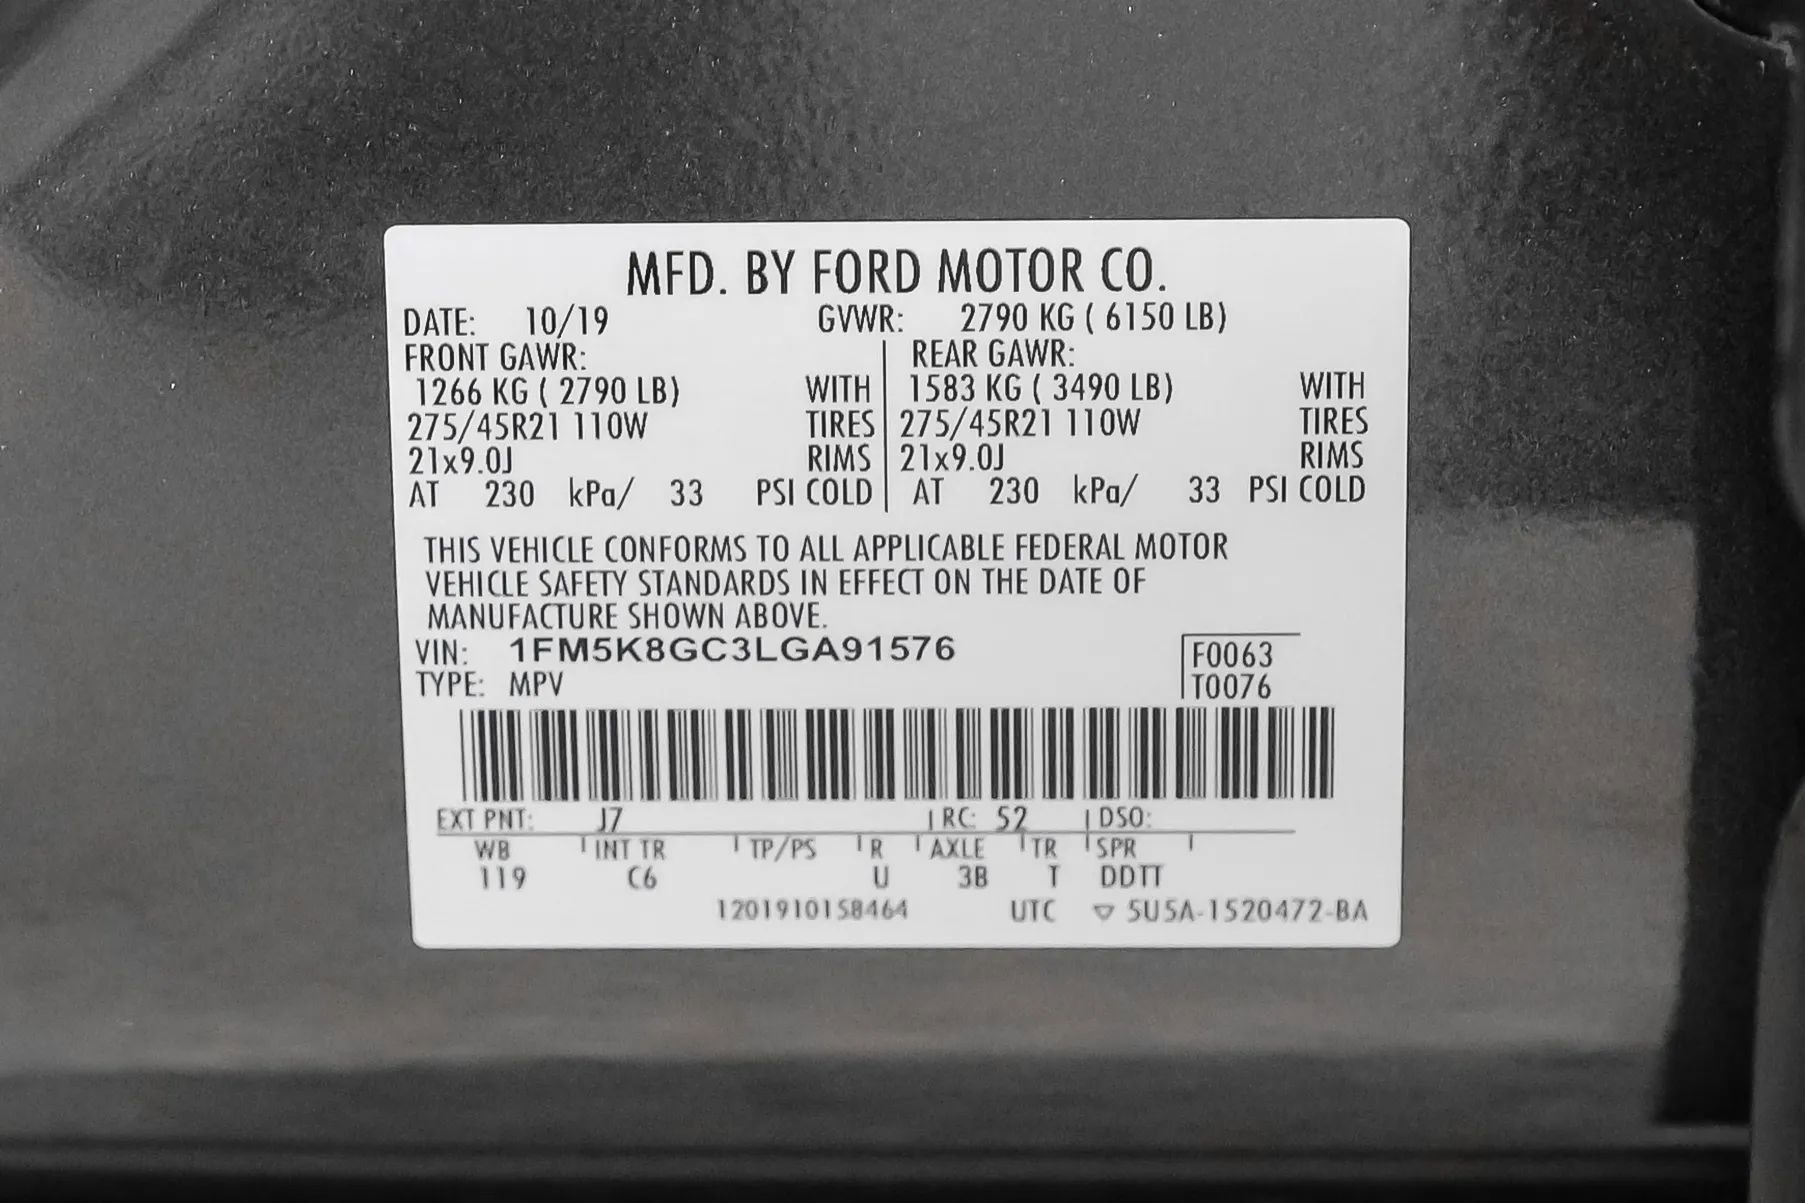 MFD. BY FORD MOTOR CO.
DATE: 10/19 GVWR: 2790 KG ( 6150 LB)
FRONT GAWR: REAR GAWR:
1266 KG ( 2790 LB) WITH 1583 KG ( 3490 LB) WITH
275/45R21 110W TIRES 275/45R21 110W TIRES
21x9.0J RIMS 21x9.0J RIMS
AT 230 kPa/ 33 PSI COLD AT 230 kPa/ 33 PSI COLD
THIS VEHICLE CONFORMS TO ALL APPLICABLE FEDERAL MOTOR
VEHICLE SAFETY STANDARDS IN EFFECT ON THE DATE OF
MANUFACTURE SHOWN ABOVE.
VIN: 1FM5K8GC3LGA91576 F0063
TYPE: MPV T0076
EXT PNT: J7 RC: 52 DSO:
WB INT TR TP/PS R AXLE TR SPR
119 C6 U 3B T DDTT
1201910158464 UTC ▽ 5U5A-1520472-BA